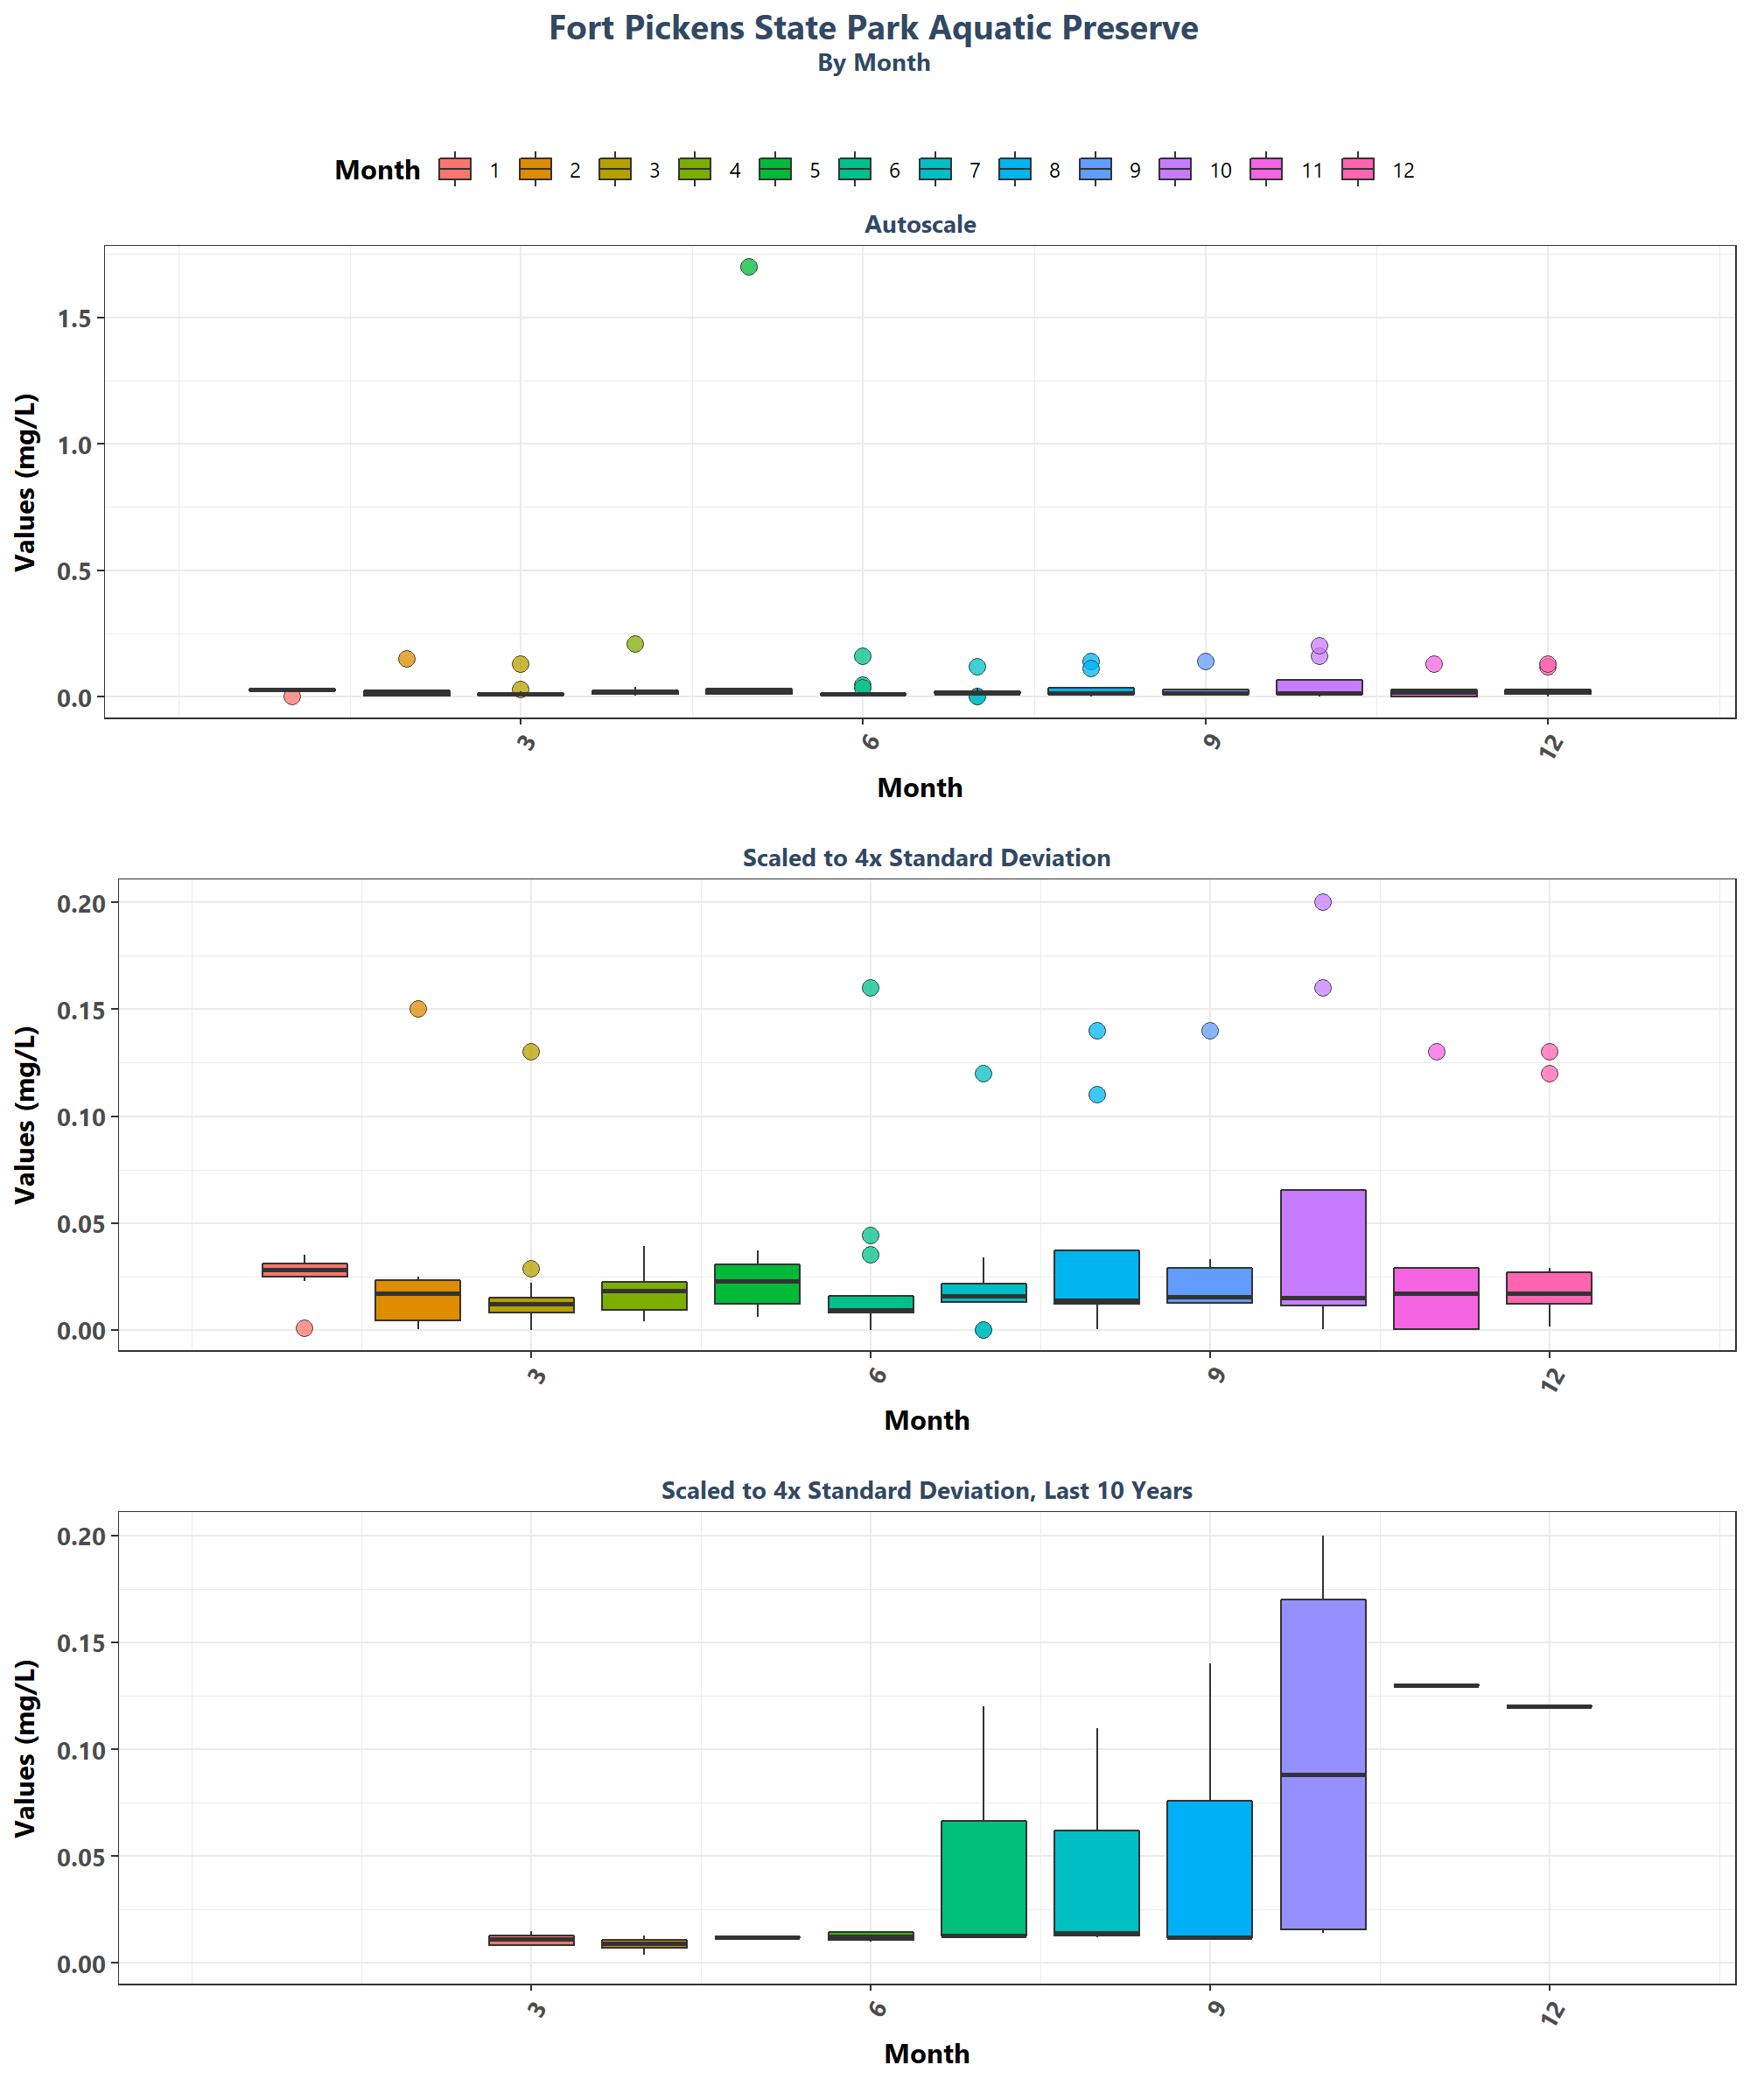 Fort Pickens State Park Aquatic Preserve
By Month
Month 1 2 3 4 5 6 7 8 9 10 11 12
Autoscale
Values (mg/L)
1.5
1.0
0.5
0.0
3 6 9 12
Month
Scaled to 4x Standard Deviation
Values (mg/L)
0.20
0.15
0.10
0.05
0.00
3 6 9 12
Month
Scaled to 4x Standard Deviation, Last 10 Years
Values (mg/L)
0.20
0.15
0.10
0.05
0.00
3 6 9 12
Month